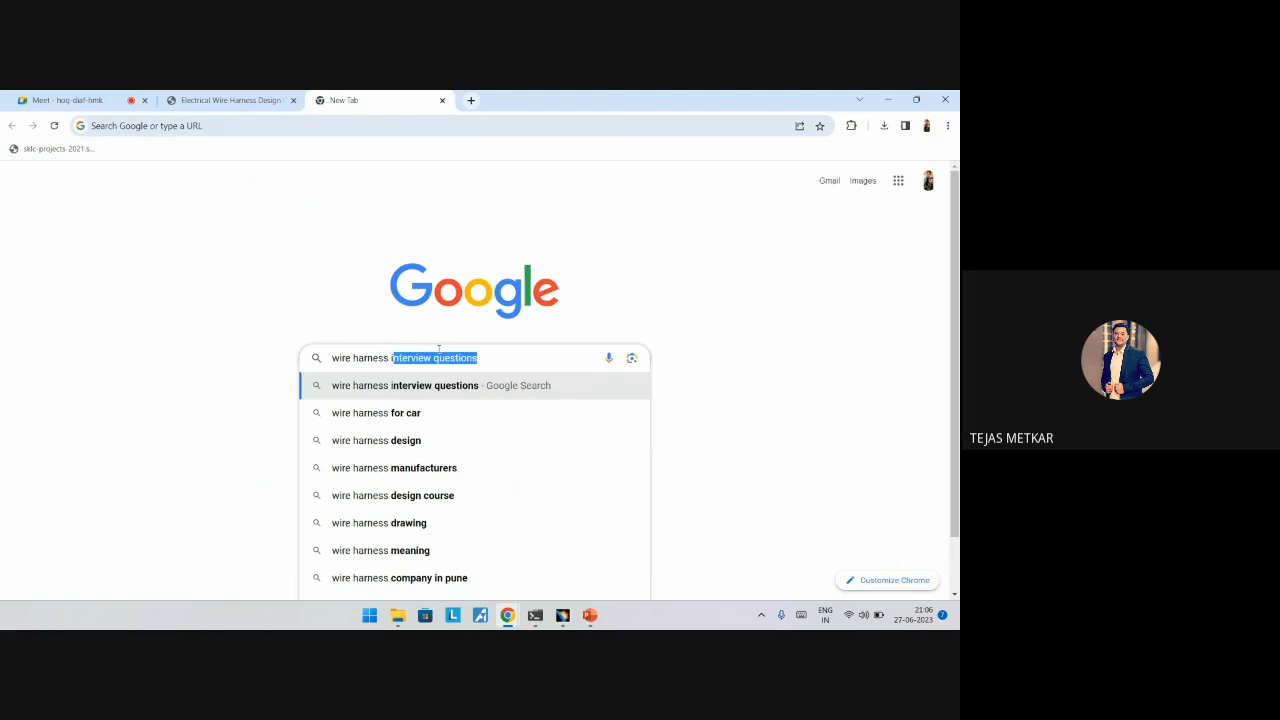 Meet - hoq-diaf-hmk
Electrical Wire Harness Design
New Tab
Search Google or type a URL
sklc-projects-2021.s...
Gmail Images
Google
wire harness interview questions
wire harness interview questions - Google Search
wire harness for car
wire harness design
wire harness manufacturers
wire harness design course
wire harness drawing
wire harness meaning
wire harness company in pune
Customize Chrome
TEJAS METKAR
ENG
IN
21:06
27-06-2023
7